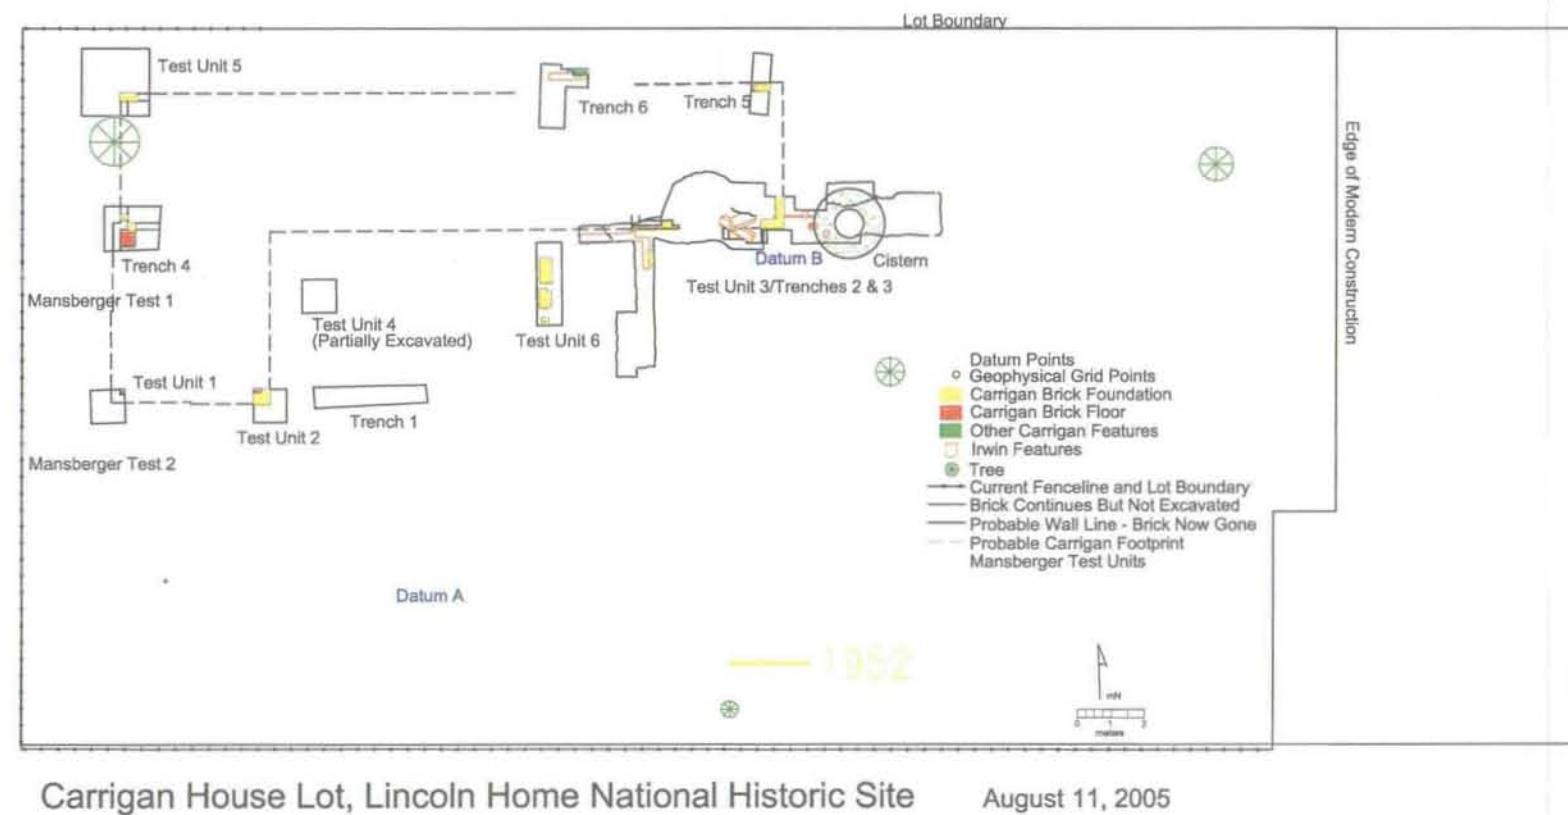 Lot Boundary
Test Unit 5
Trench 6
Trench 5
Edge of Modern Construction
Trench 4
Datum B
Cistern
Mansberger Test 1
Test Unit 3/Trenches 2 & 3
Test Unit 4
(Partially Excavated)
Test Unit 6
Test Unit 1
Trench 1
Test Unit 2
Mansberger Test 2
Datum Points
Geophysical Grid Points
Carrigan Brick Foundation
Carrigan Brick Floor
Other Carrigan Features
Irwin Features
Tree
Current Fenceline and Lot Boundary
Brick Continues But Not Excavated
Probable Wall Line - Brick Now Gone
Probable Carrigan Footprint
Mansberger Test Units
Datum A
1952
mN
0 1 2
meters
Carrigan House Lot, Lincoln Home National Historic Site August 11, 2005